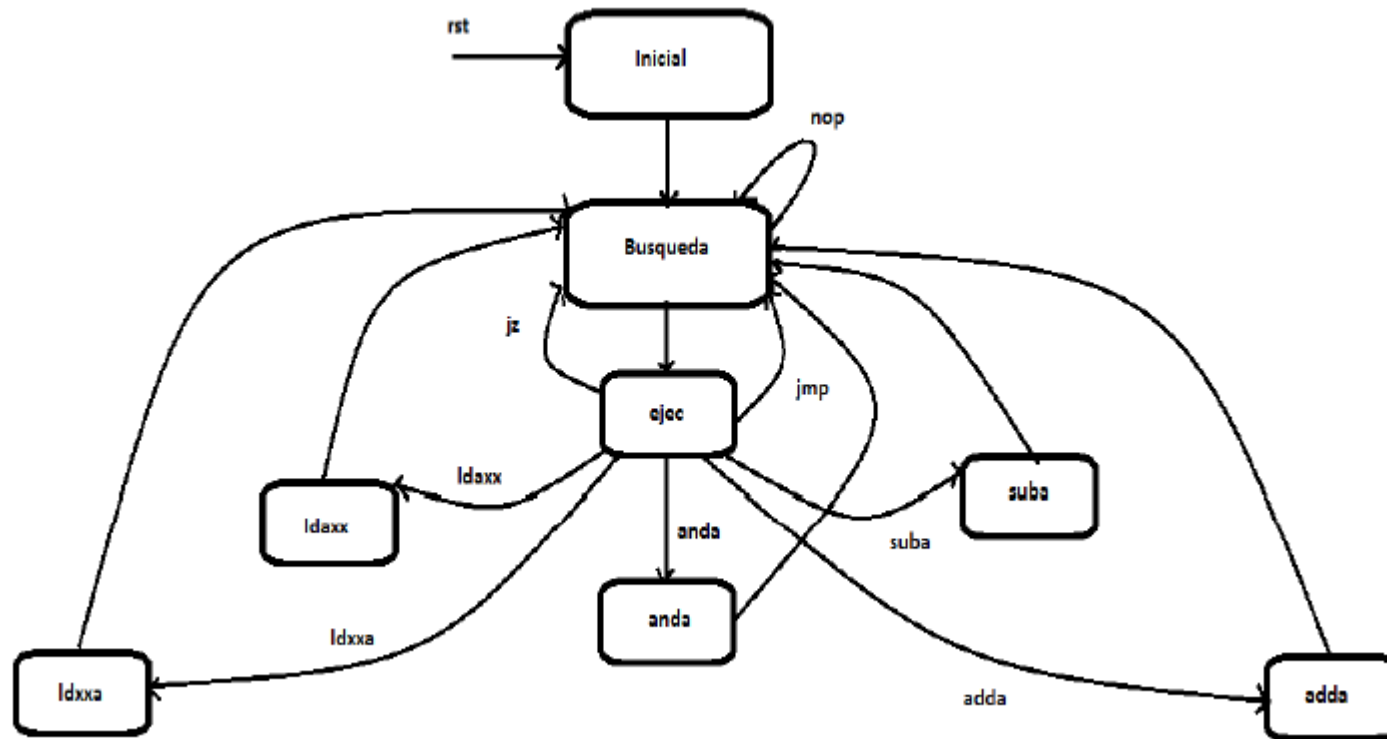 rst
Inicial
nop
Busqueda
jz
jmp
ejec
ldaxx
ldaxx
anda
suba
suba
anda
ldxxa
ldxxa
adda
adda